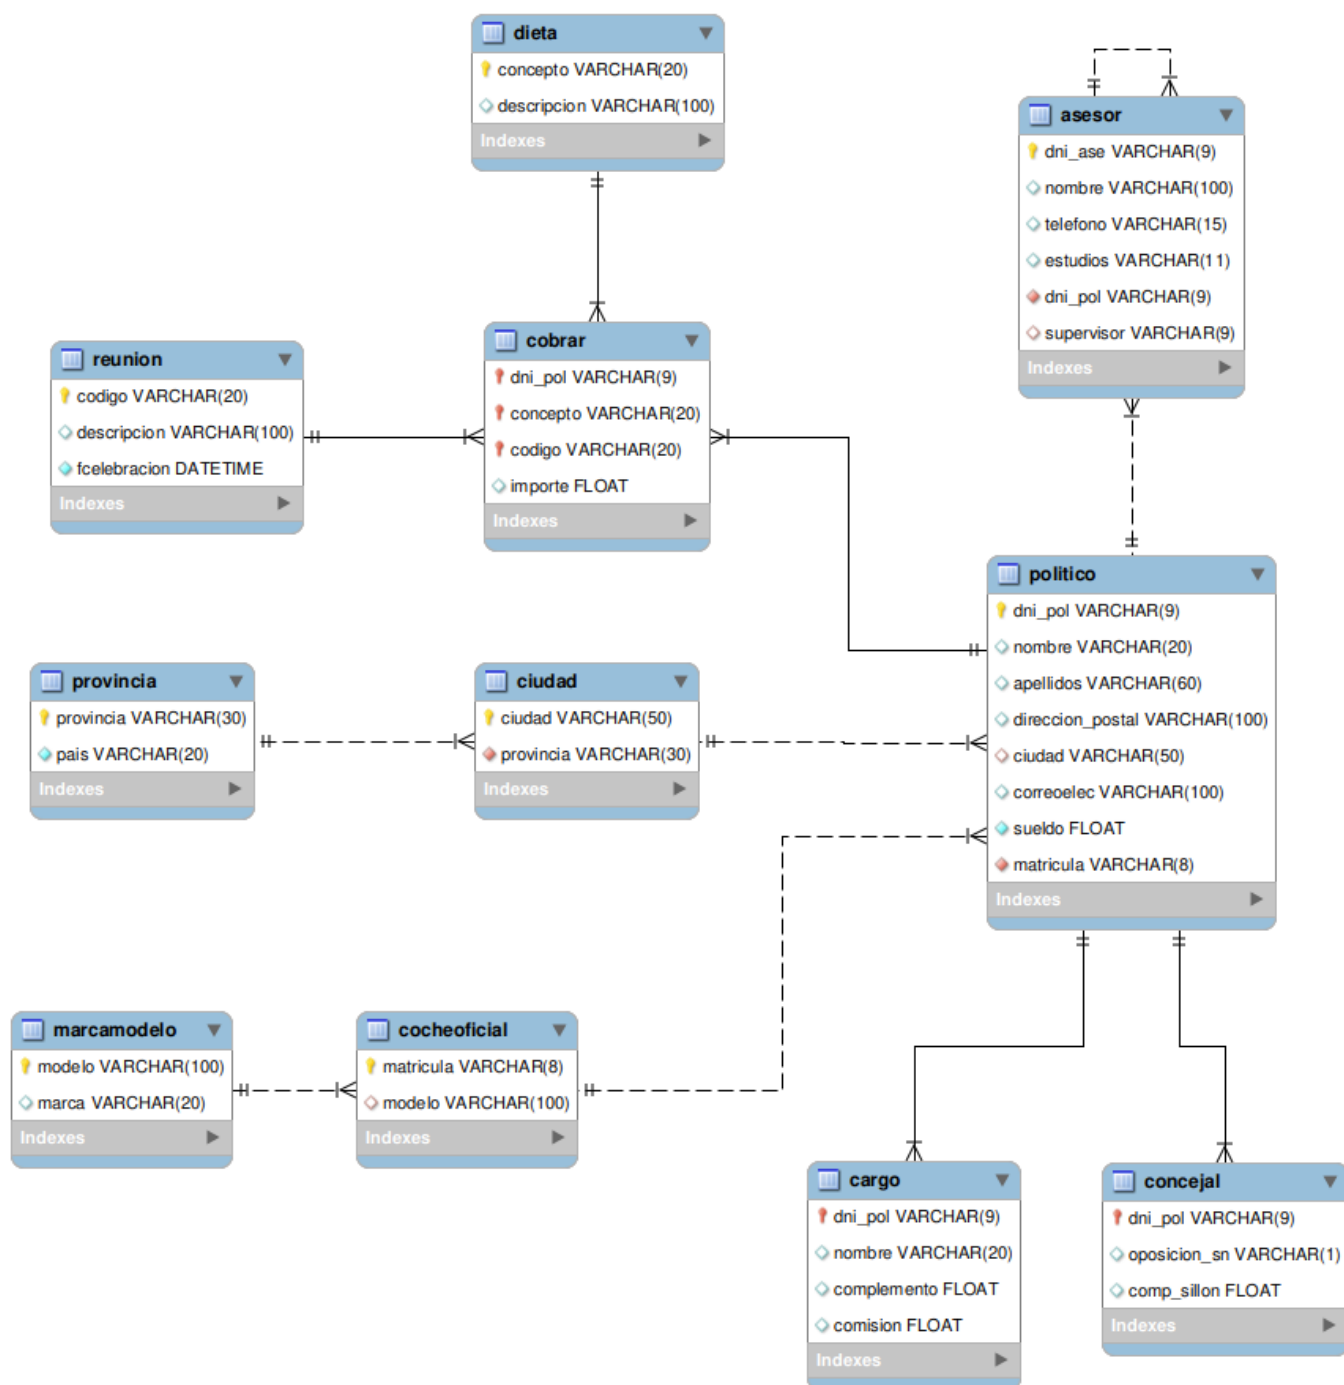 dieta
concepto VARCHAR(20)
descripcion VARCHAR(100)
Indexes
asesor
dni_ase VARCHAR(9)
nombre VARCHAR(100)
telefono VARCHAR(15)
estudios VARCHAR(11)
dni_pol VARCHAR(9)
supervisor VARCHAR(9)
Indexes
reunion
codigo VARCHAR(20)
descripcion VARCHAR(100)
fcelebracion DATETIME
Indexes
cobrar
dni_pol VARCHAR(9)
concepto VARCHAR(20)
codigo VARCHAR(20)
importe FLOAT
Indexes
politico
dni_pol VARCHAR(9)
nombre VARCHAR(20)
apellidos VARCHAR(60)
direccion_postal VARCHAR(100)
ciudad VARCHAR(50)
correoelec VARCHAR(100)
sueldo FLOAT
matricula VARCHAR(8)
Indexes
provincia
provincia VARCHAR(30)
pais VARCHAR(20)
Indexes
ciudad
ciudad VARCHAR(50)
provincia VARCHAR(30)
Indexes
marcamodelo
modelo VARCHAR(100)
marca VARCHAR(20)
Indexes
cocheoficial
matricula VARCHAR(8)
modelo VARCHAR(100)
Indexes
cargo
dni_pol VARCHAR(9)
nombre VARCHAR(20)
complemento FLOAT
comision FLOAT
Indexes
concejal
dni_pol VARCHAR(9)
oposicion_sn VARCHAR(1)
comp_sillon FLOAT
Indexes